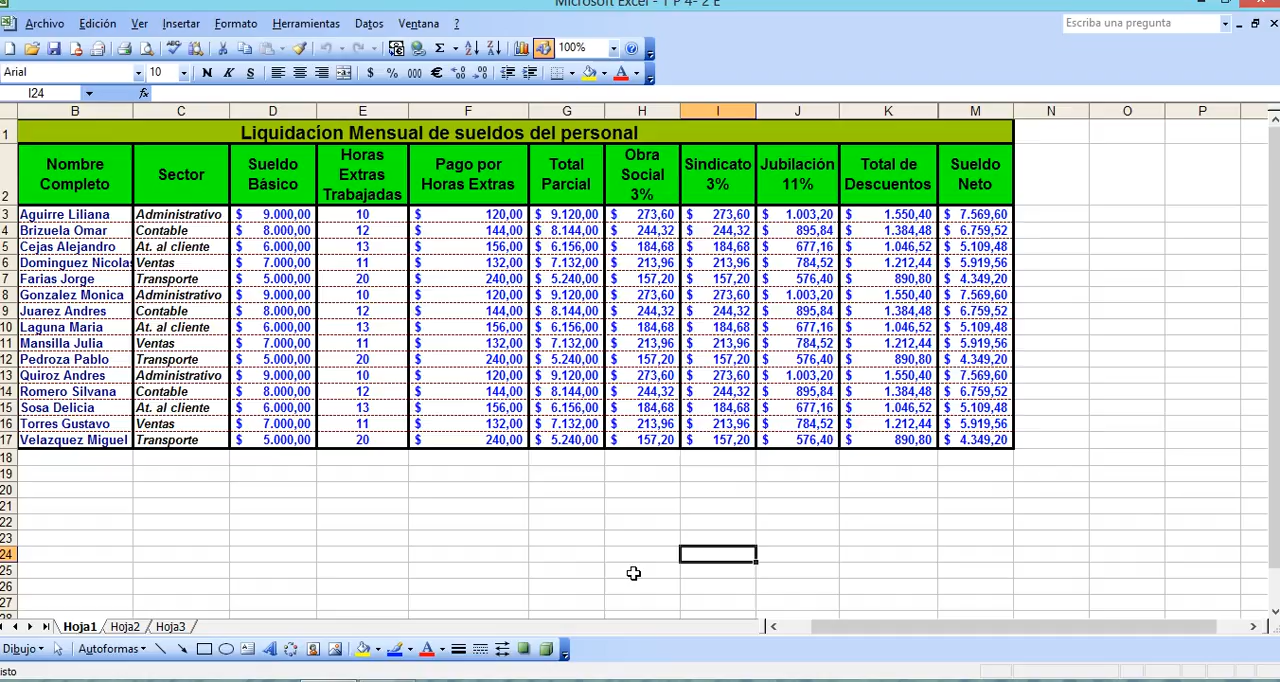 Microsoft Excel - 1 P 4- 2 E
Archivo Edición Ver Insertar Formato Herramientas Datos Ventana ? Escriba una pregunta
Σ 100%
Arial 10 N K S $ % 000 €
I24 fx
B C D E F G H I J K L M N O P
1 Liquidacíon Mensual de sueldos del personal
2 Nombre Completo Sector Sueldo Básico Horas Extras Trabajadas Pago por Horas Extras Total Parcial Obra Social 3% Sindicato 3% Jubilación 11% Total de Descuentos Sueldo Neto
3 Aguirre Liliana Administrativo $ 9.000,00 10 $ 120,00 $ 9.120,00 $ 273,60 $ 273,60 $ 1.003,20 $ 1.550,40 $ 7.569,60
4 Brizuela Omar Contable $ 8.000,00 12 $ 144,00 $ 8.144,00 $ 244,32 $ 244,32 $ 895,84 $ 1.384,48 $ 6.759,52
5 Cejas Alejandro At. al cliente $ 6.000,00 13 $ 156,00 $ 6.156,00 $ 184,68 $ 184,68 $ 677,16 $ 1.046,52 $ 5.109,48
6 Dominguez Nicolas Ventas $ 7.000,00 11 $ 132,00 $ 7.132,00 $ 213,96 $ 213,96 $ 784,52 $ 1.212,44 $ 5.919,56
7 Farias Jorge Transporte $ 5.000,00 20 $ 240,00 $ 5.240,00 $ 157,20 $ 157,20 $ 576,40 $ 890,80 $ 4.349,20
8 Gonzalez Monica Administrativo $ 9.000,00 10 $ 120,00 $ 9.120,00 $ 273,60 $ 273,60 $ 1.003,20 $ 1.550,40 $ 7.569,60
9 Juarez Andres Contable $ 8.000,00 12 $ 144,00 $ 8.144,00 $ 244,32 $ 244,32 $ 895,84 $ 1.384,48 $ 6.759,52
10 Laguna Maria At. al cliente $ 6.000,00 13 $ 156,00 $ 6.156,00 $ 184,68 $ 184,68 $ 677,16 $ 1.046,52 $ 5.109,48
11 Mansilla Julia Ventas $ 7.000,00 11 $ 132,00 $ 7.132,00 $ 213,96 $ 213,96 $ 784,52 $ 1.212,44 $ 5.919,56
12 Pedroza Pablo Transporte $ 5.000,00 20 $ 240,00 $ 5.240,00 $ 157,20 $ 157,20 $ 576,40 $ 890,80 $ 4.349,20
13 Quiroz Andres Administrativo $ 9.000,00 10 $ 120,00 $ 9.120,00 $ 273,60 $ 273,60 $ 1.003,20 $ 1.550,40 $ 7.569,60
14 Romero Silvana Contable $ 8.000,00 12 $ 144,00 $ 8.144,00 $ 244,32 $ 244,32 $ 895,84 $ 1.384,48 $ 6.759,52
15 Sosa Delicia At. al cliente $ 6.000,00 13 $ 156,00 $ 6.156,00 $ 184,68 $ 184,68 $ 677,16 $ 1.046,52 $ 5.109,48
16 Torres Gustavo Ventas $ 7.000,00 11 $ 132,00 $ 7.132,00 $ 213,96 $ 213,96 $ 784,52 $ 1.212,44 $ 5.919,56
17 Velazquez Miguel Transporte $ 5.000,00 20 $ 240,00 $ 5.240,00 $ 157,20 $ 157,20 $ 576,40 $ 890,80 $ 4.349,20
18
19
20
21
22
23
24
25
26
27
28
Hoja1 Hoja2 Hoja3
Dibujo Autoformas A
isto